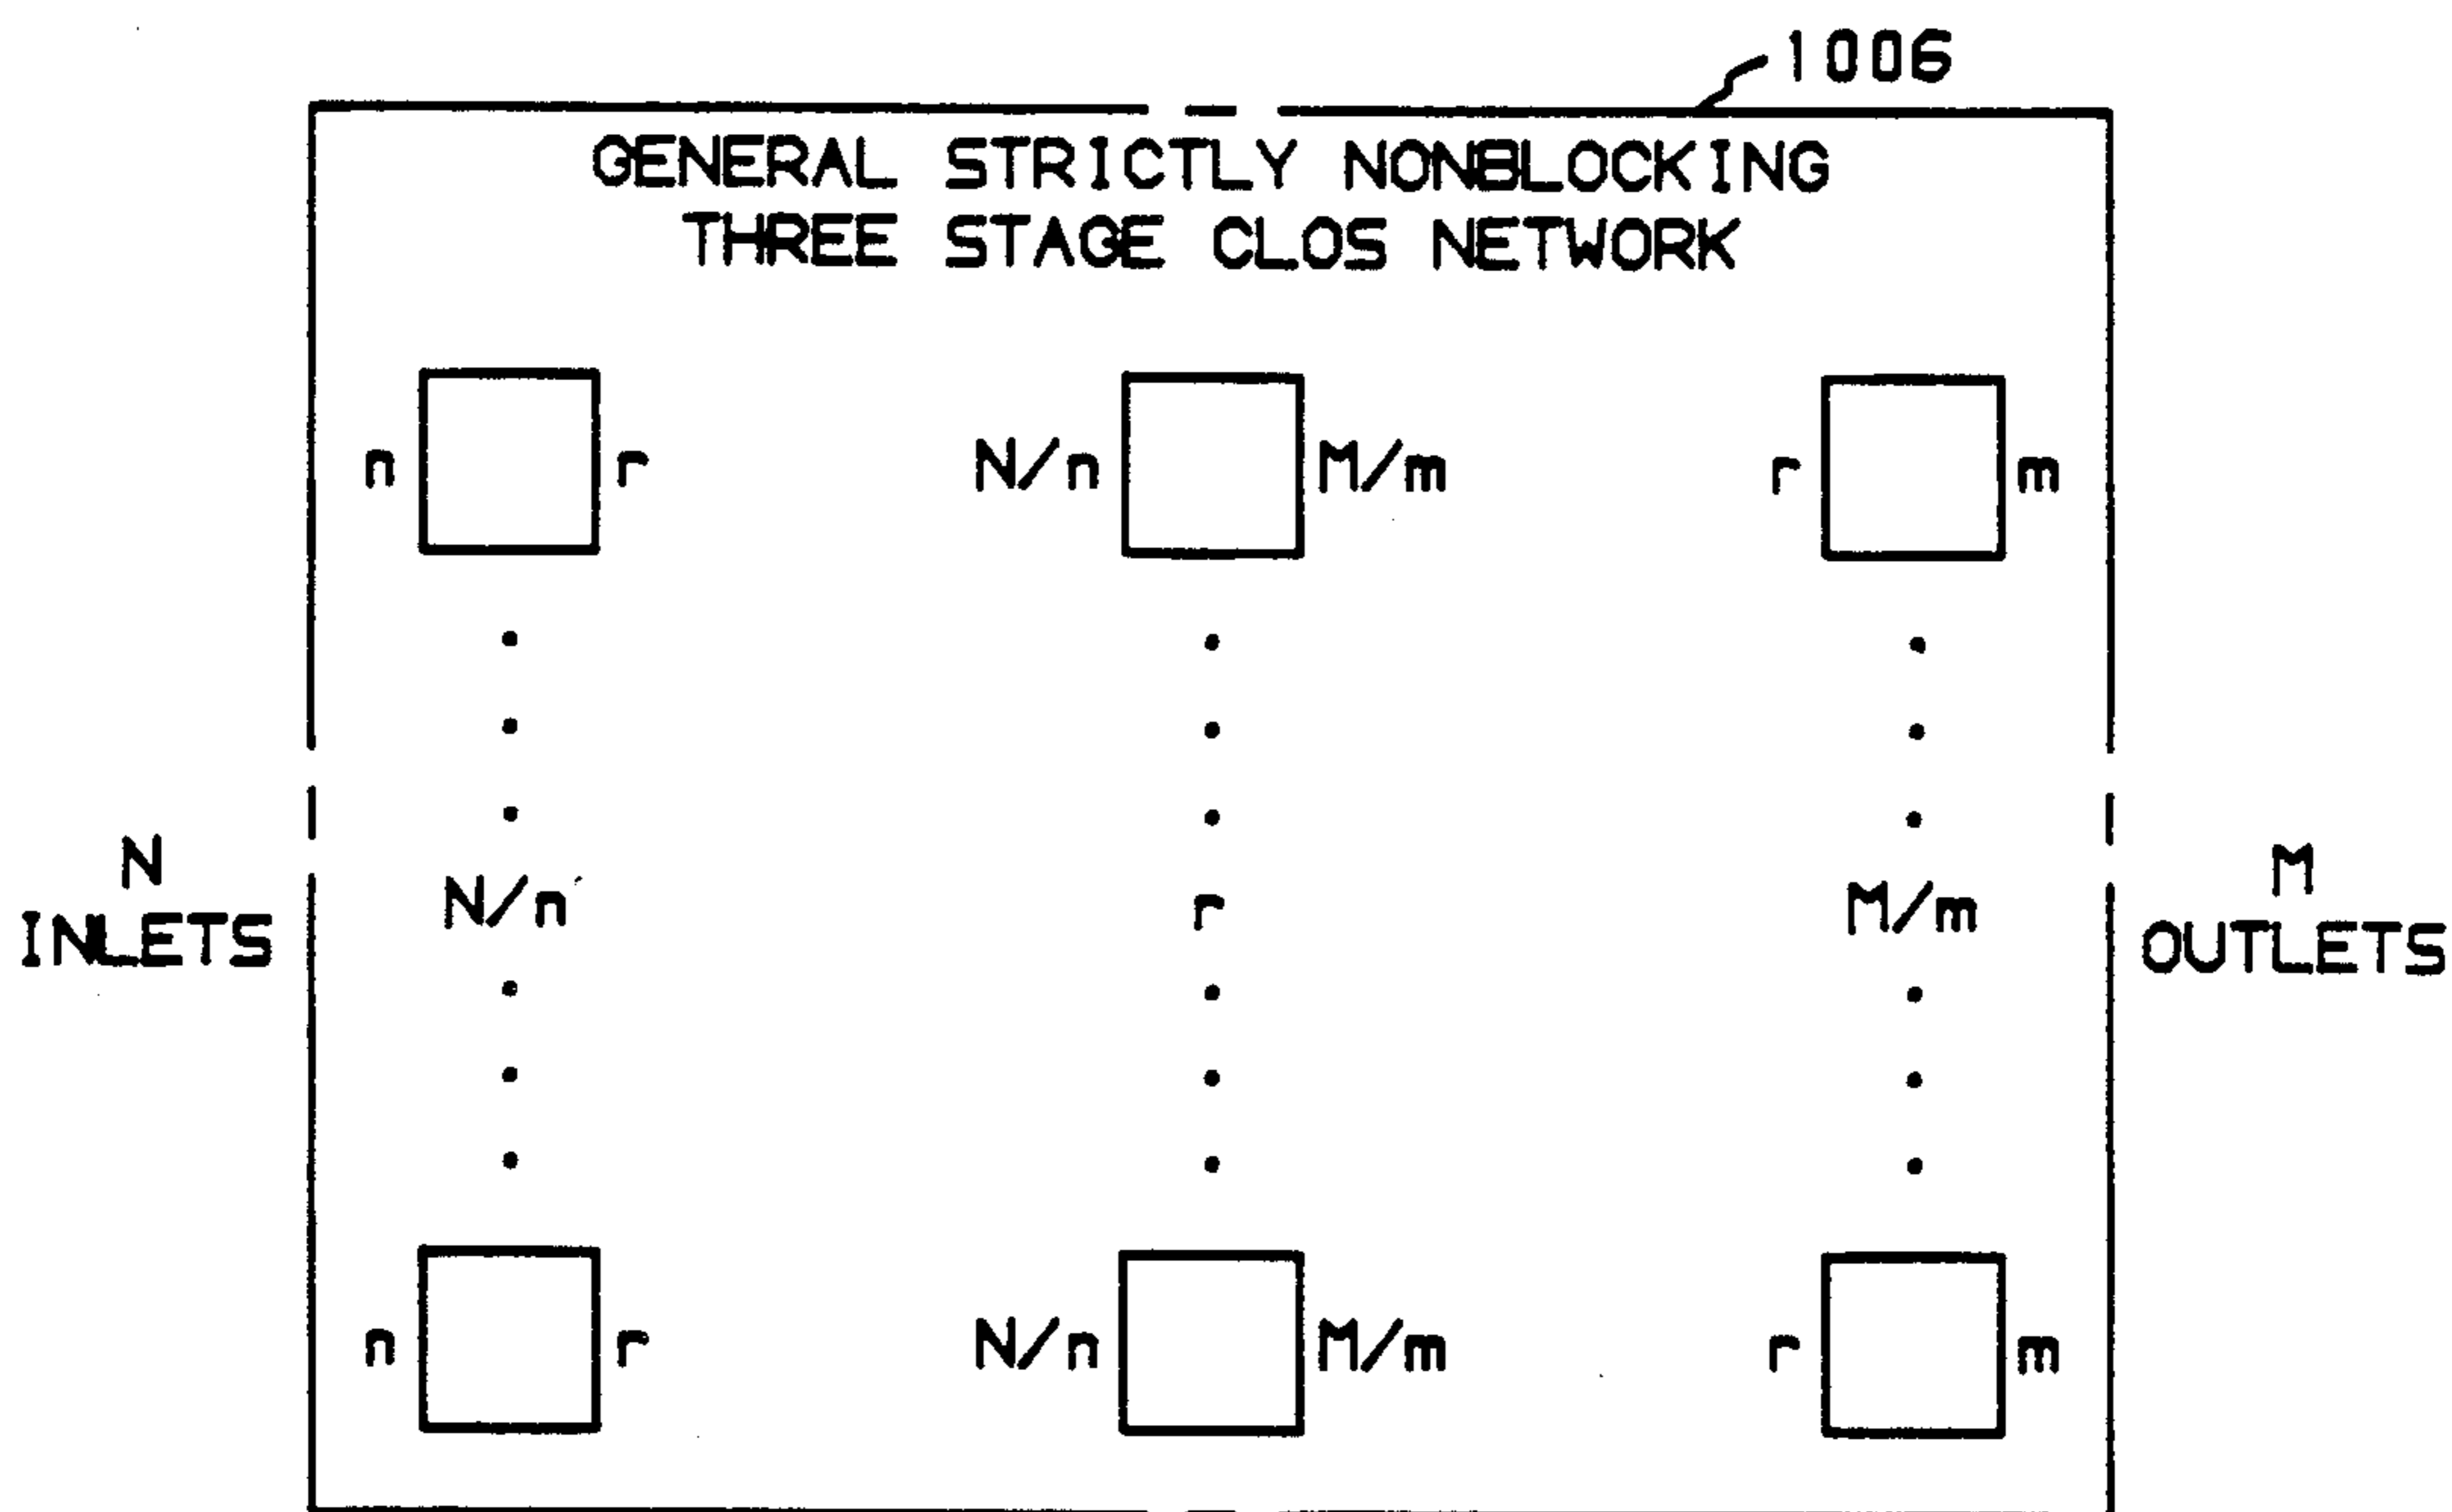 1006
GENERAL STRICTLY NONBLOCKING
THREE STAGE CLOS NETWORK
n r N/n M/m r m
N
INLETS
N/n r M/m
M
OUTLETS
n r N/n M/m r m